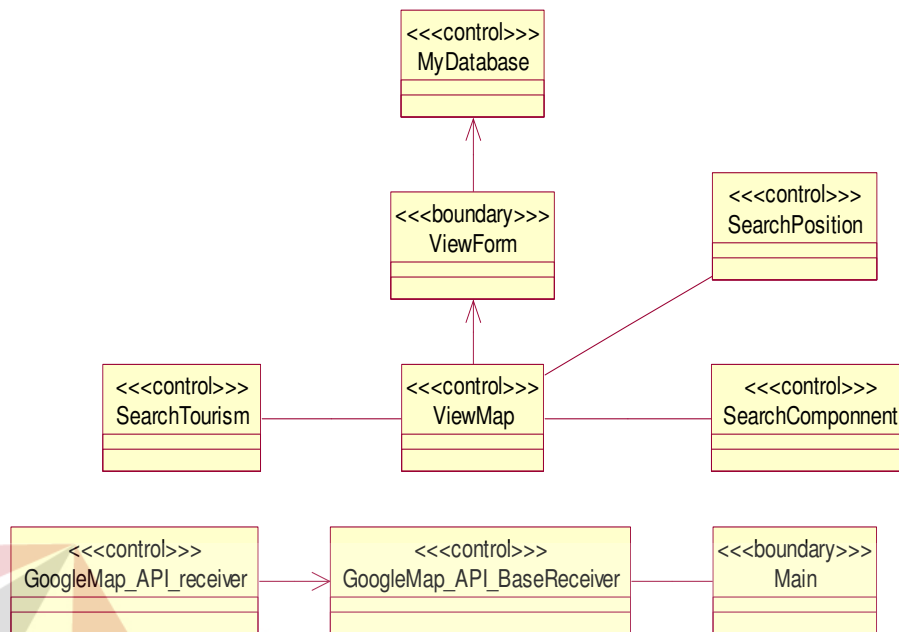 <<<control>>>
MyDatabase
<<<boundary>>>
ViewForm
<<<control>>>
SearchPosition
<<<control>>>
SearchTourism
<<<control>>>
ViewMap
<<<control>>>
SearchComponnent
<<<control>>>
GoogleMap_API_receiver
<<<control>>>
GoogleMap_API_BaseReceiver
<<<boundary>>>
Main